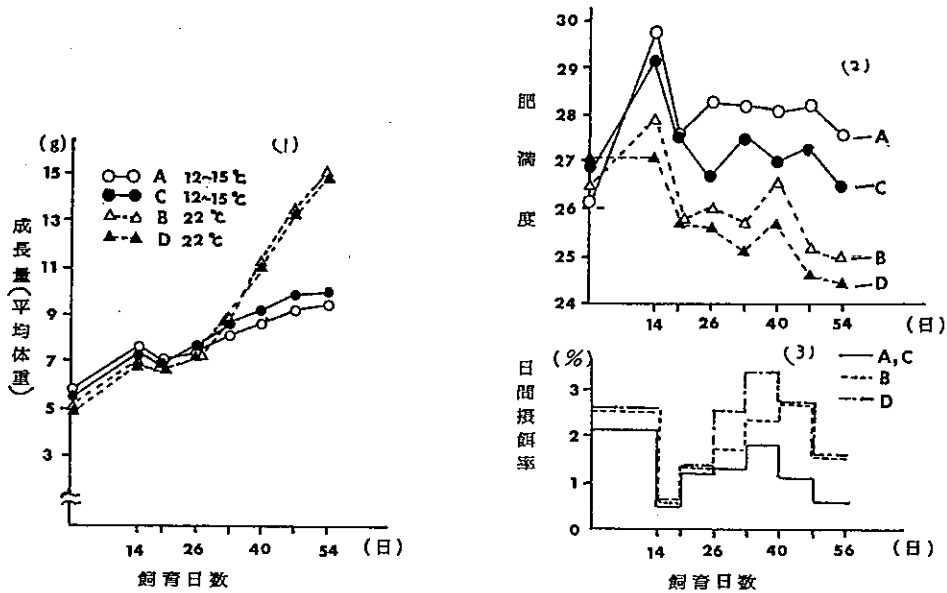 (1)
(g)
15
13
11
9
7
5
3
成長量(平均体重)
○—○ A 12~15℃
●—● C 12~15℃
△--△ B 22℃
▲--▲ D 22℃
14 26 40 54 (日)
飼育日数
(2)
30
29
28
27
26
25
24
肥満度
A
C
B
D
14 26 40 54 (日)
(3)
(%)
3
2
1
0
日間摂餌率
A,C
B
D
14 26 40 56 (日)
飼育日数